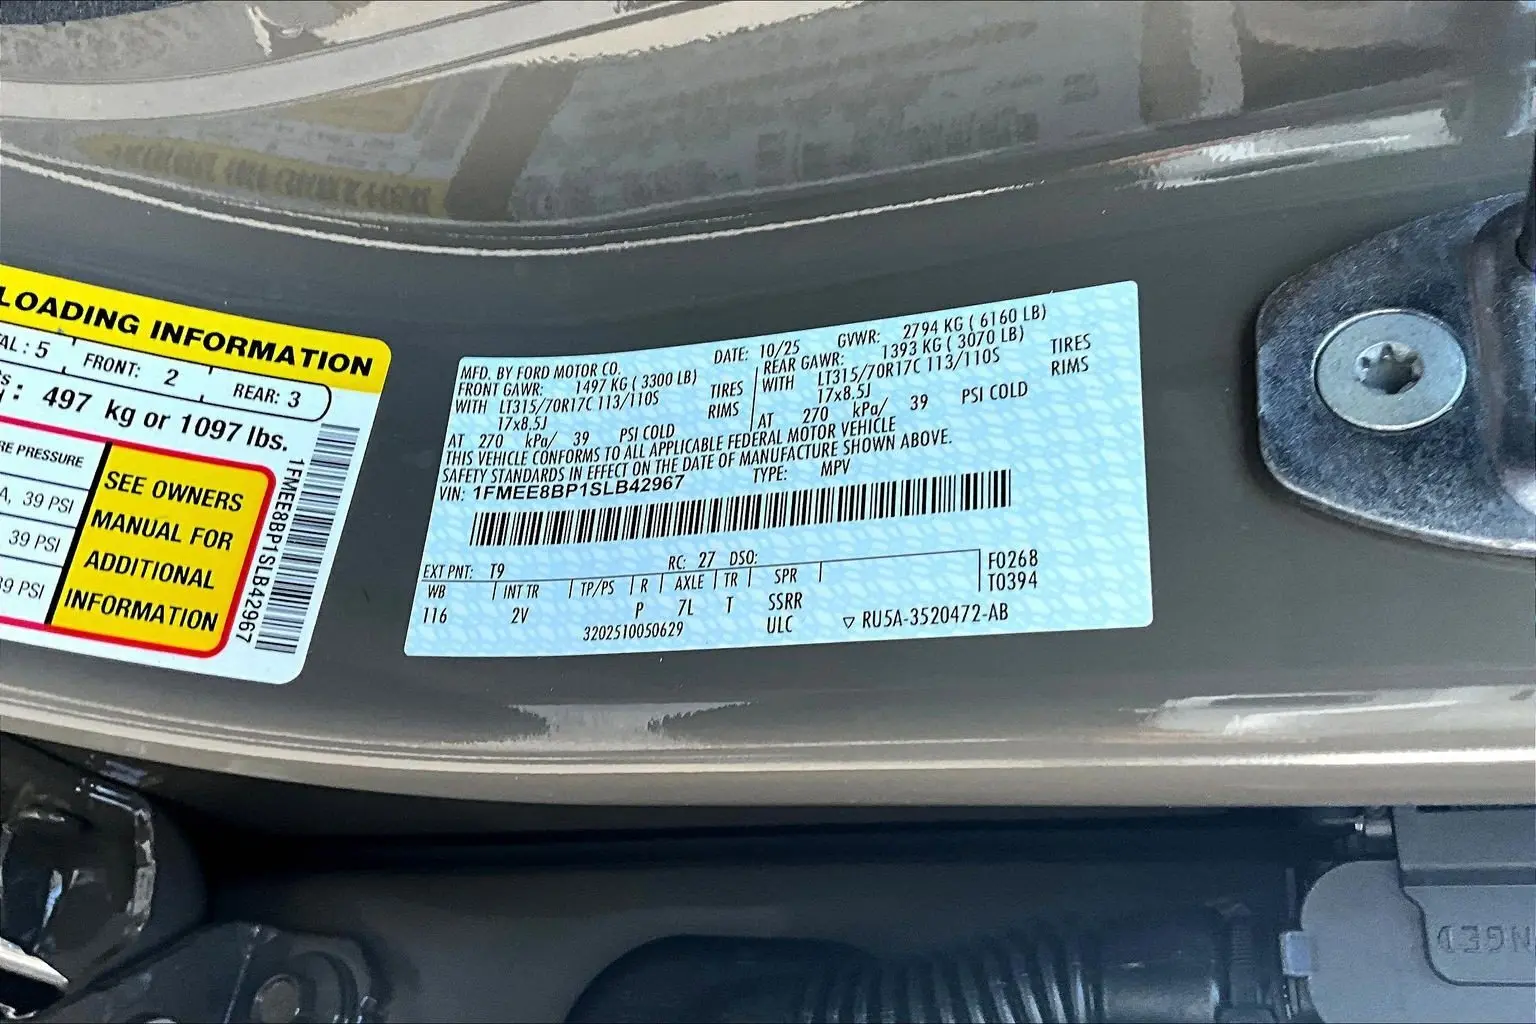 LOADING INFORMATION
TAL: 5 FRONT: 2 REAR: 3
: 497 kg or 1097 lbs.
RE PRESSURE
A, 39 PSI
39 PSI
39 PSI
SEE OWNERS
MANUAL FOR
ADDITIONAL
INFORMATION
1FMEE8BP1SLB42967
MFD. BY FORD MOTOR CO. DATE: 10/25 GVWR: 2794 KG ( 6160 LB)
FRONT GAWR: 1497 KG ( 3300 LB) REAR GAWR: 1393 KG ( 3070 LB)
WITH LT315/70R17C 113/110S TIRES WITH LT315/70R17C 113/110S TIRES
17x8.5J RIMS 17x8.5J RIMS
AT 270 kPa/ 39 PSI COLD AT 270 kPa/ 39 PSI COLD
THIS VEHICLE CONFORMS TO ALL APPLICABLE FEDERAL MOTOR VEHICLE
SAFETY STANDARDS IN EFFECT ON THE DATE OF MANUFACTURE SHOWN ABOVE.
VIN: 1FMEE8BP1SLB42967 TYPE: MPV
EXT PNT: T9 RC: 27 DSO: F0268
WB INT TR TP/PS R AXLE TR SPR T0394
116 2V P 7L T SSRR
3202510050629 ULC ▽ RU5A-3520472-AB